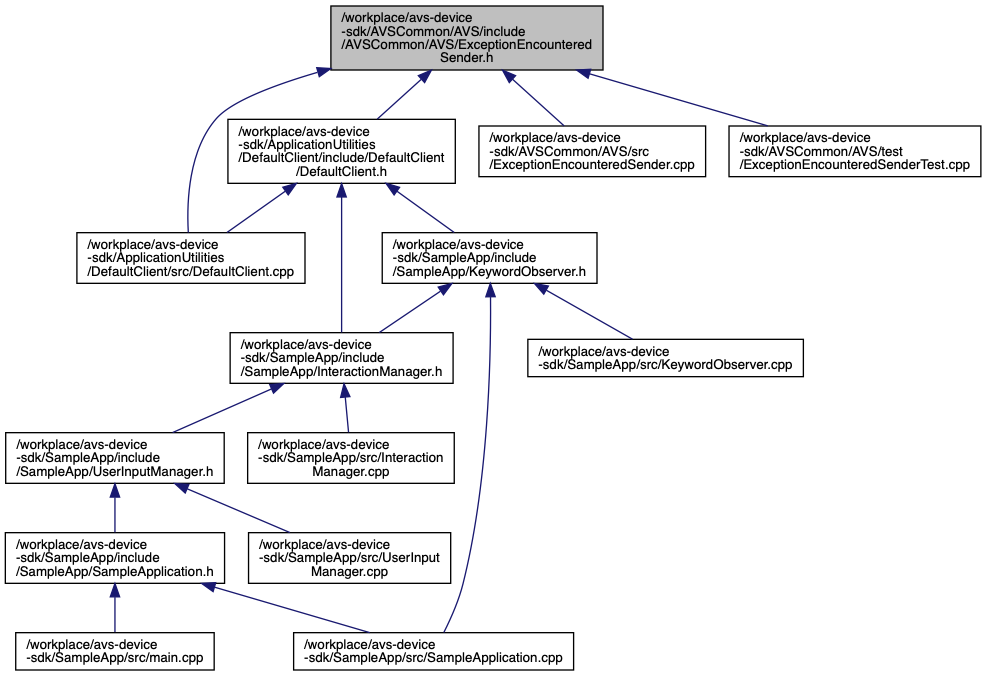 /workplace/avs-device
-sdk/AVSCommon/AVS/include
/AVSCommon/AVS/ExceptionEncountered
Sender.h
/workplace/avs-device
-sdk/ApplicationUtilities
/DefaultClient/include/DefaultClient
/DefaultClient.h
/workplace/avs-device
-sdk/AVSCommon/AVS/src
/ExceptionEncounteredSender.cpp
/workplace/avs-device
-sdk/AVSCommon/AVS/test
/ExceptionEncounteredSenderTest.cpp
/workplace/avs-device
-sdk/ApplicationUtilities
/DefaultClient/src/DefaultClient.cpp
/workplace/avs-device
-sdk/SampleApp/include
/SampleApp/KeywordObserver.h
/workplace/avs-device
-sdk/SampleApp/include
/SampleApp/InteractionManager.h
/workplace/avs-device
-sdk/SampleApp/src/KeywordObserver.cpp
/workplace/avs-device
-sdk/SampleApp/include
/SampleApp/UserInputManager.h
/workplace/avs-device
-sdk/SampleApp/src/Interaction
Manager.cpp
/workplace/avs-device
-sdk/SampleApp/include
/SampleApp/SampleApplication.h
/workplace/avs-device
-sdk/SampleApp/src/UserInput
Manager.cpp
/workplace/avs-device
-sdk/SampleApp/src/main.cpp
/workplace/avs-device
-sdk/SampleApp/src/SampleApplication.cpp